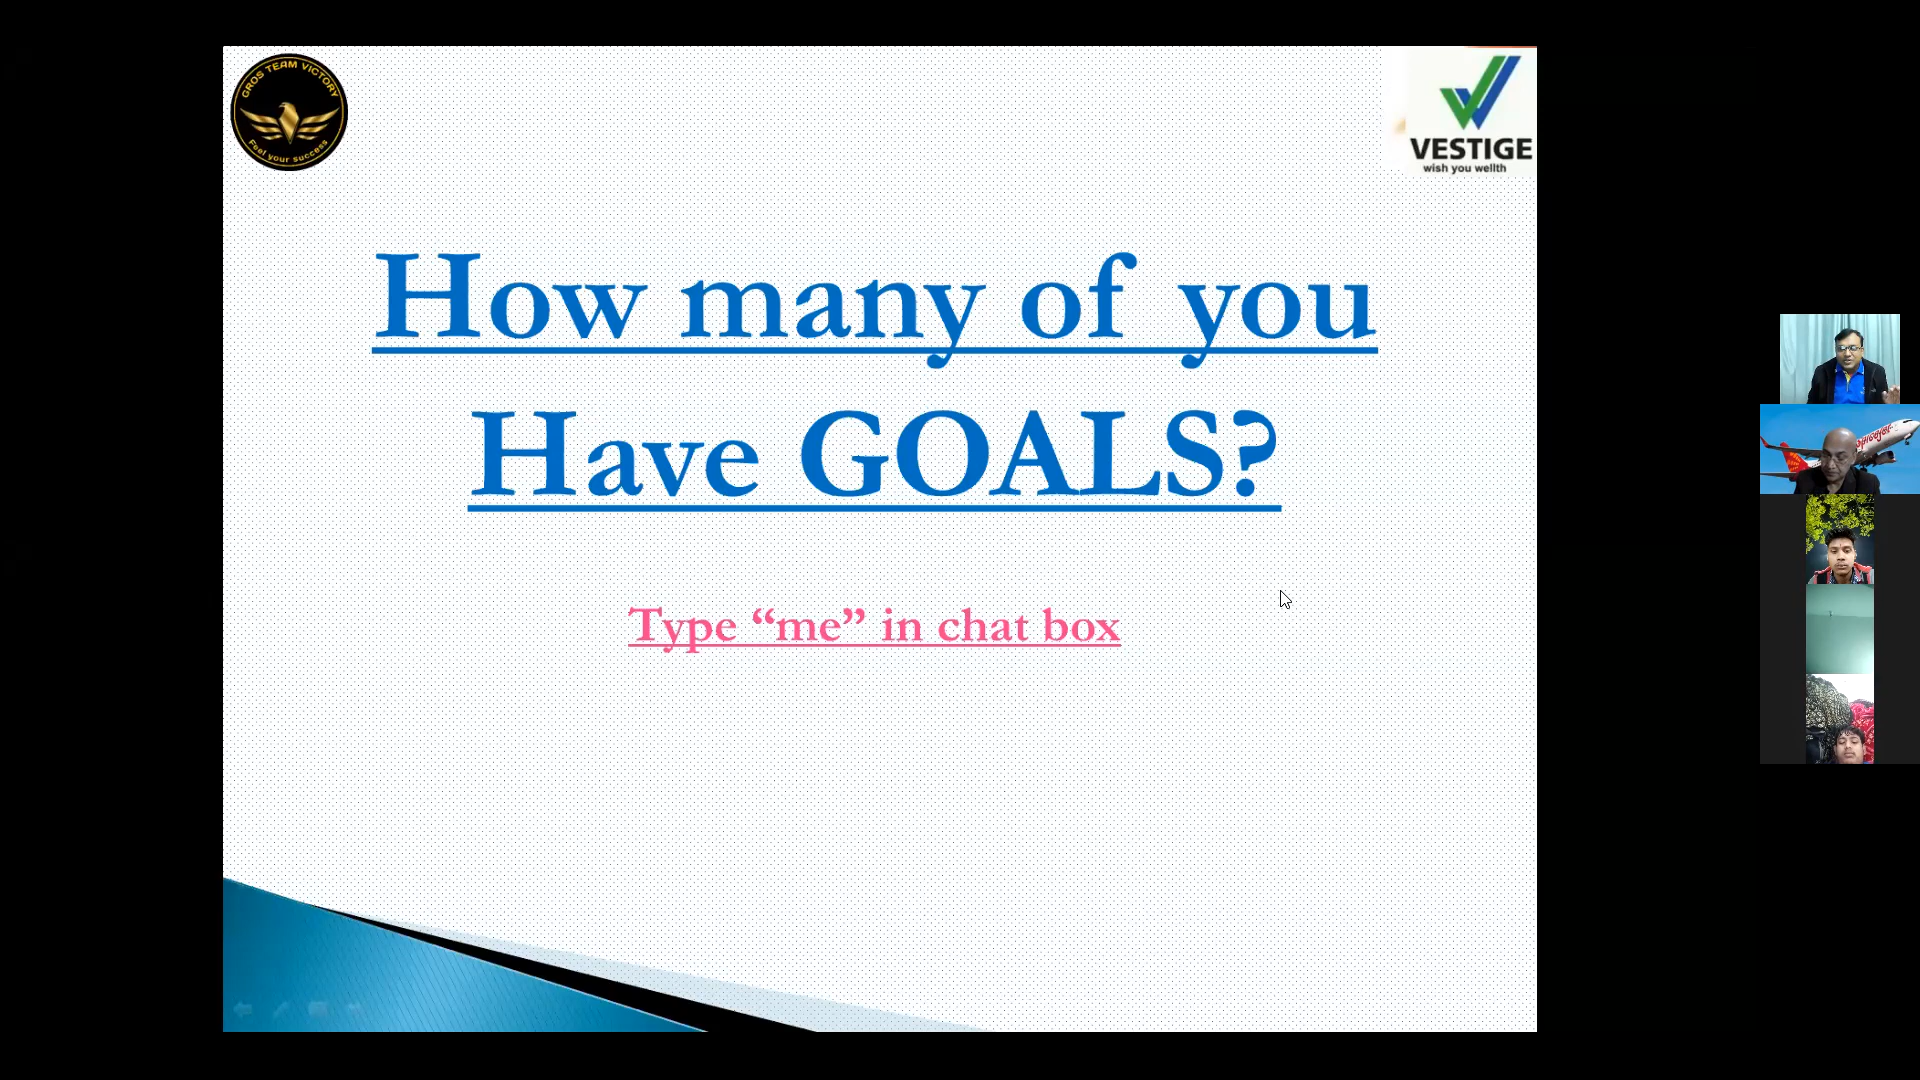 GROS TEAM VICTORY
Feel your success
VESTIGE
wish you wellth
How many of you
Have GOALS?
Type “me” in chat box
spicejet